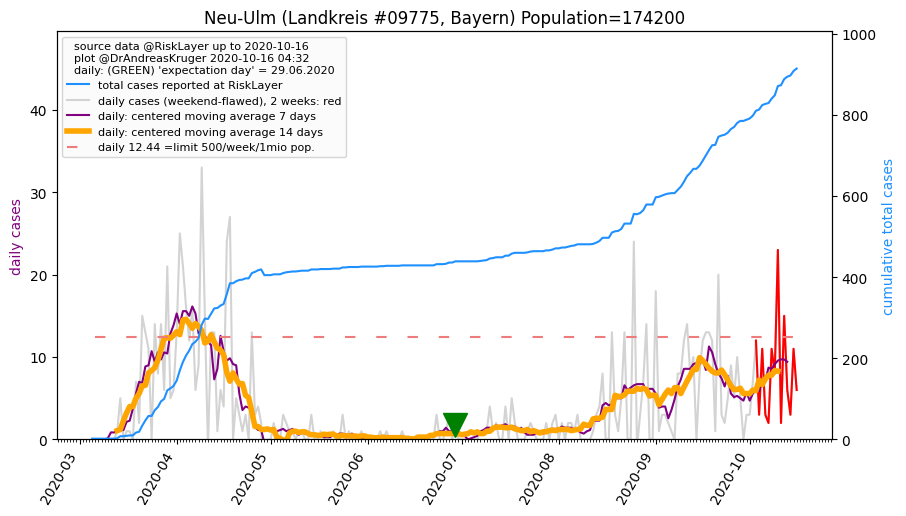 Neu-Ulm (Landkreis #09775, Bayern) Population=174200
source data @RiskLayer up to 2020-10-16
plot @DrAndreasKruger 2020-10-16 04:32
daily: (GREEN) 'expectation day' = 29.06.2020
total cases reported at RiskLayer
daily cases (weekend-flawed), 2 weeks: red
daily: centered moving average 7 days
daily: centered moving average 14 days
daily 12.44 =limit 500/week/1mio pop.
daily cases
40
30
20
10
0
cumulative total cases
1000
800
600
400
200
0
2020-03
2020-04
2020-05
2020-06
2020-07
2020-08
2020-09
2020-10